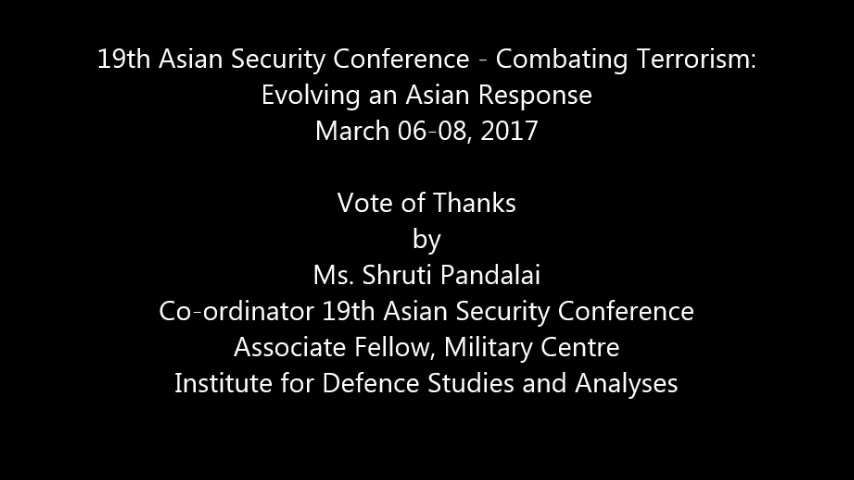 19th Asian Security Conference - Combating Terrorism:
Evolving an Asian Response
March 06-08, 2017
Vote of Thanks
by
Ms. Shruti Pandalai
Co-ordinator 19th Asian Security Conference
Associate Fellow, Military Centre
Institute for Defence Studies and Analyses